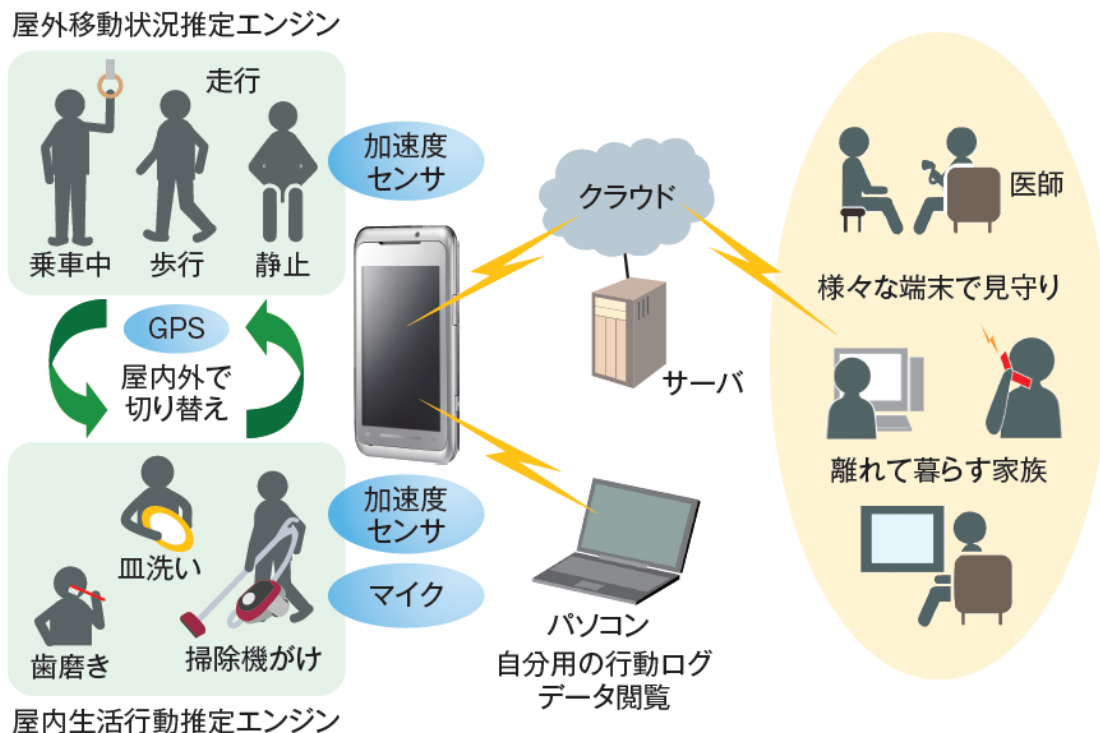 屋外移動状況推定エンジン
走行
乗車中
歩行
静止
加速度
センサ
GPS
屋内外で
切り替え
皿洗い
歯磨き
掃除機がけ
加速度
センサ
マイク
屋内生活行動推定エンジン
クラウド
サーバ
パソコン
自分用の行動ログ
データ閲覧
医師
様々な端末で見守り
離れて暮らす家族